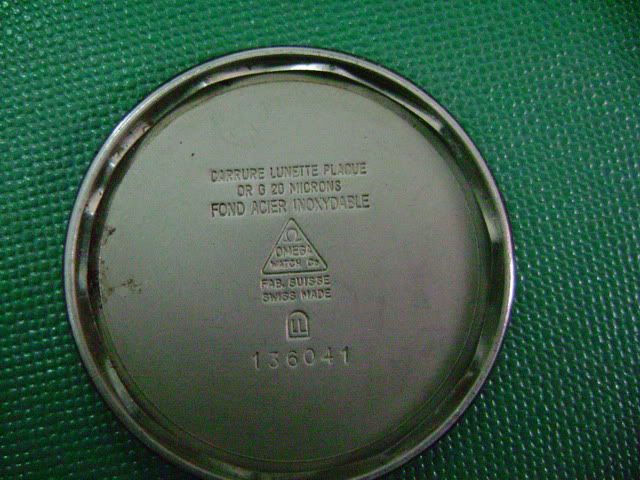 CARRURE LUNETTE PLAQUE
OR G 20 MICRONS
FOND ACIER INOXYDABLE
Ω
OMEGA
WATCH Co
FAB. SUISSE
SWISS MADE
136041